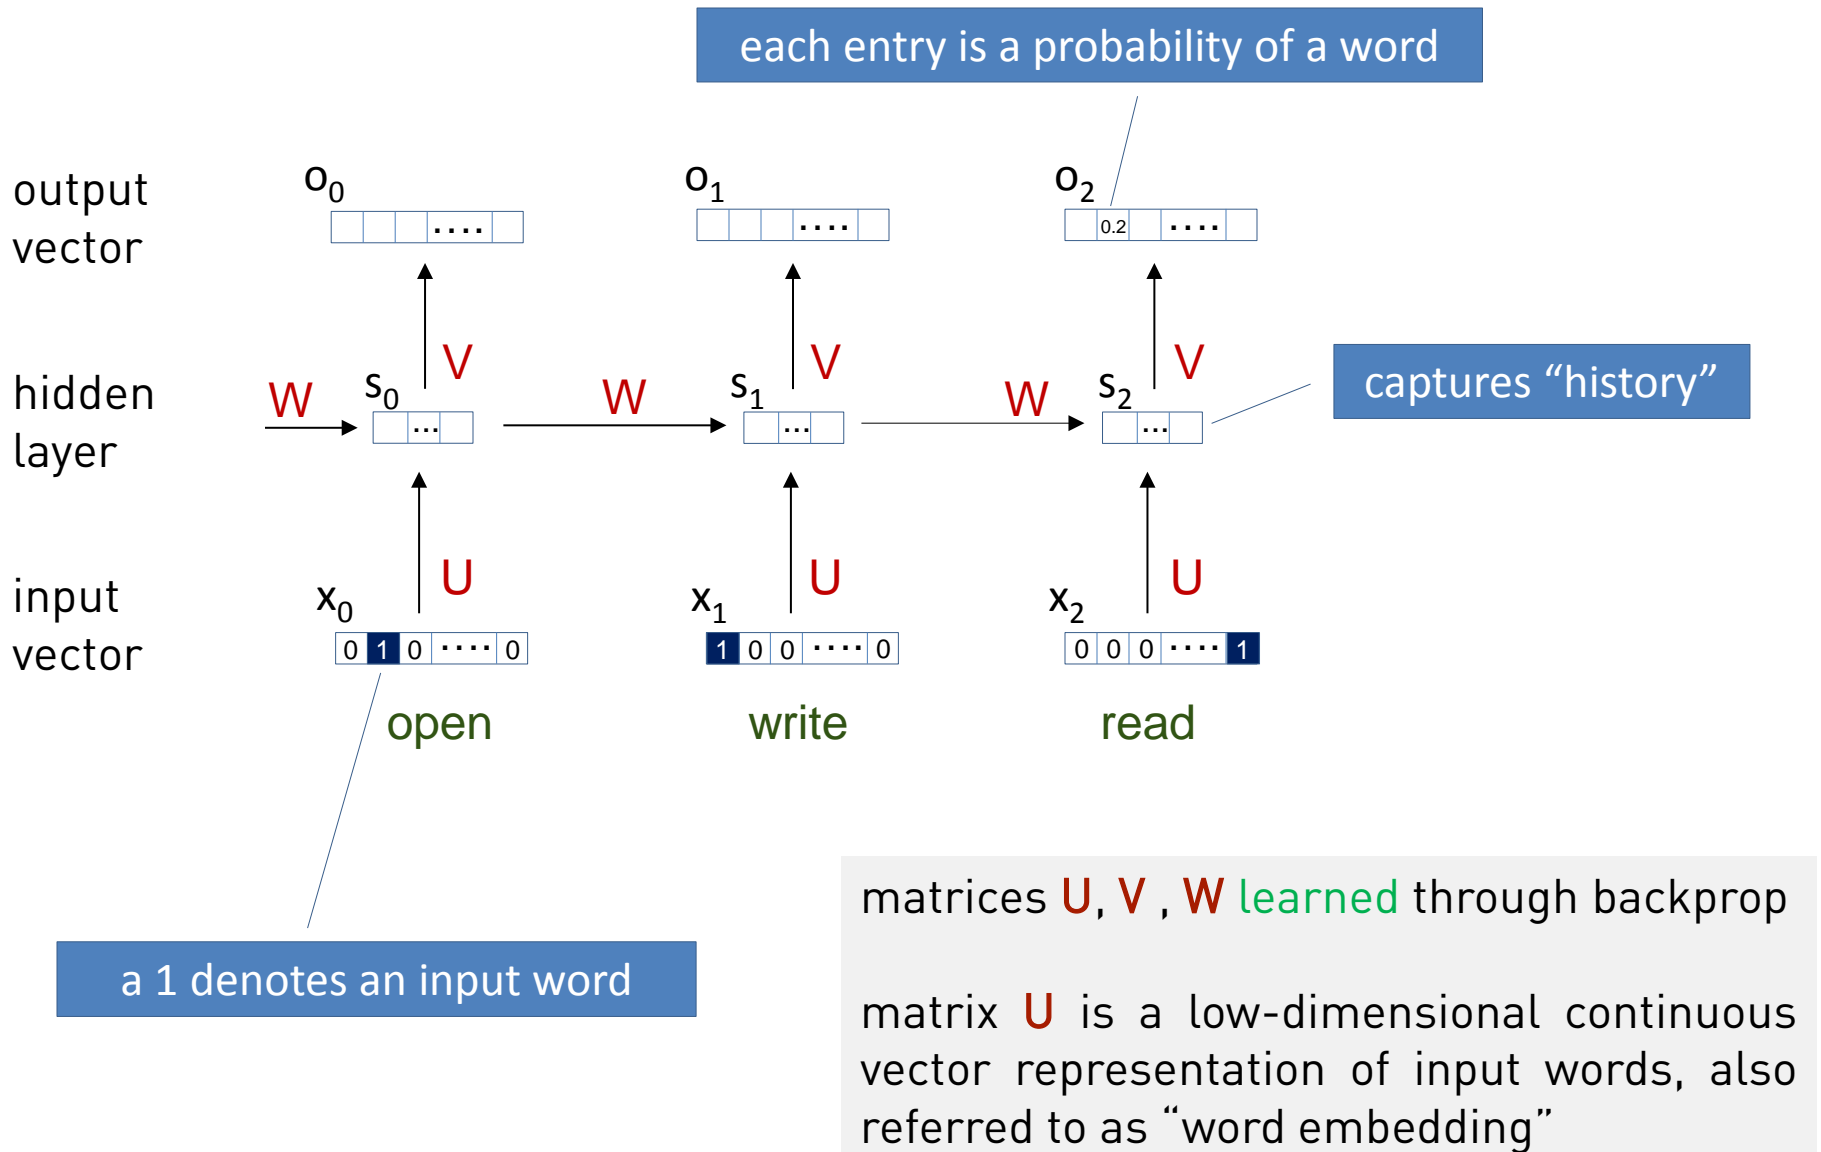 each entry is a probability of a word
output
vector
o0
o1
o2
....
....
0.2
....
V
V
V
hidden
layer
W
s0
...
W
s1
...
W
s2
...
captures “history”
U
U
U
input
vector
x0
x1
x2
0 1 0 .... 0
1 0 0 .... 0
0 0 0 .... 1
open
write
read
a 1 denotes an input word
matrices U, V , W learned through backprop
matrix U is a low-dimensional continuous
vector representation of input words, also
referred to as “word embedding”